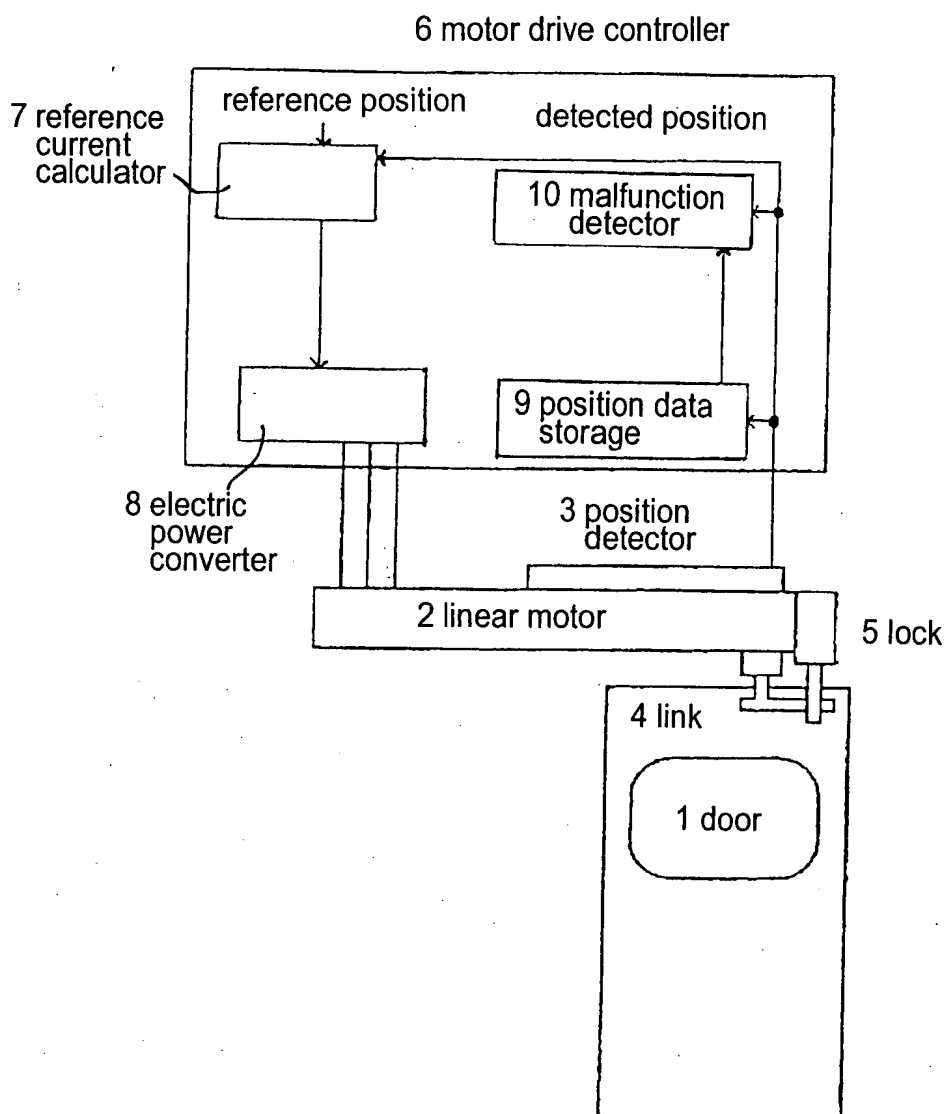 6 motor drive controller
reference position
detected position
7 reference
current
calculator
10 malfunction
detector
9 position data
storage
8 electric
power
converter
3 position
detector
2 linear motor
5 lock
4 link
1 door